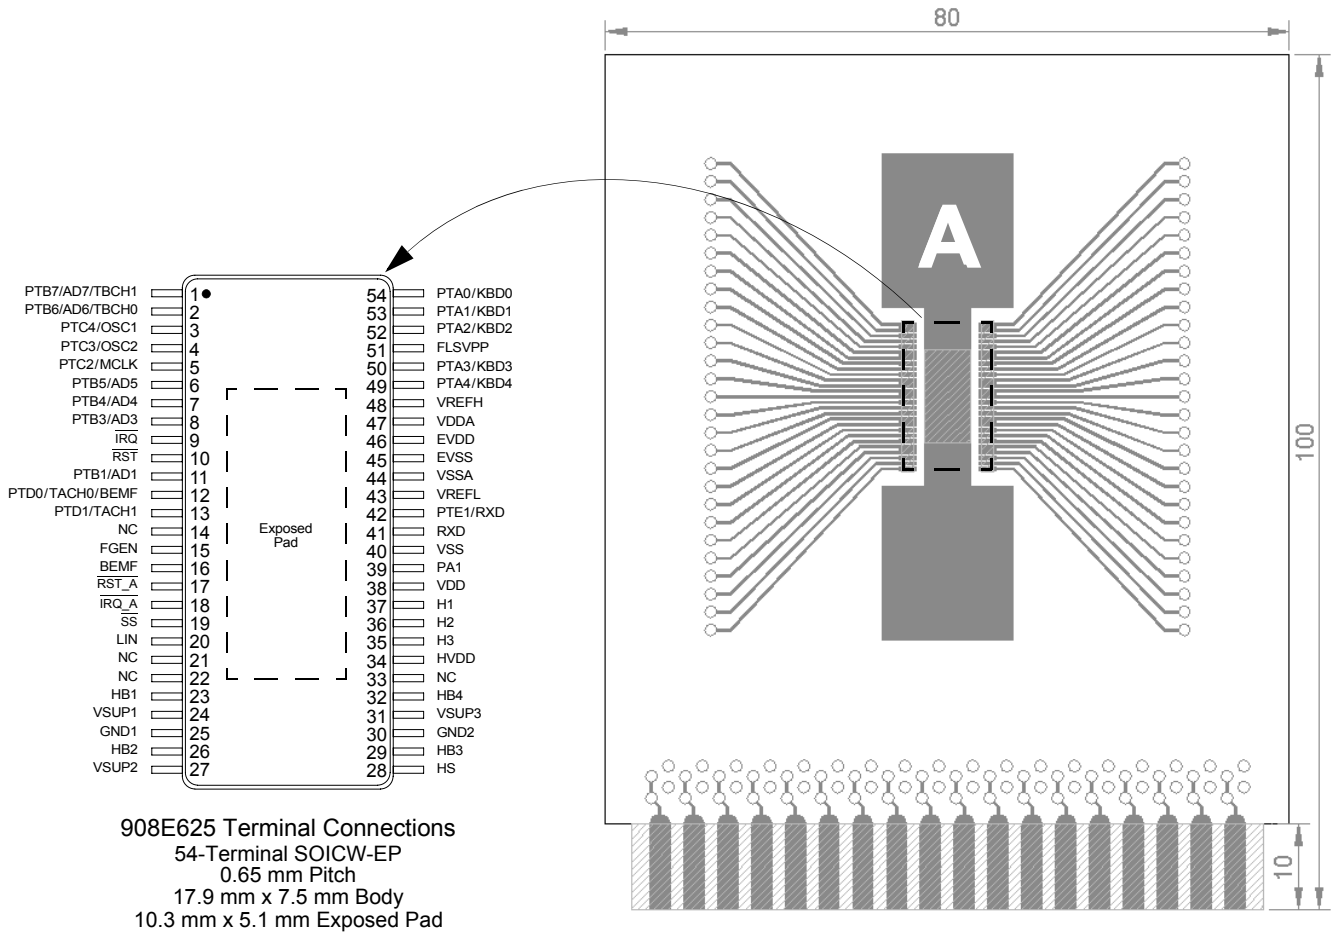 80
A
100
10
PTB7/AD7/TBCH1 1 54 PTA0/KBD0
PTB6/AD6/TBCH0 2 53 PTA1/KBD1
PTC4/OSC1 3 52 PTA2/KBD2
PTC3/OSC2 4 51 FLSVPP
PTC2/MCLK 5 50 PTA3/KBD3
PTB5/AD5 6 49 PTA4/KBD4
PTB4/AD4 7 48 VREFH
PTB3/AD3 8 47 VDDA
IRQ 9 46 EVDD
RST 10 45 EVSS
PTB1/AD1 11 44 VSSA
PTD0/TACH0/BEMF 12 43 VREFL
PTD1/TACH1 13 42 PTE1/RXD
NC 14 41 RXD
Exposed
Pad
FGEN 15 40 VSS
BEMF 16 39 PA1
RST_A 17 38 VDD
IRQ_A 18 37 H1
SS 19 36 H2
LIN 20 35 H3
NC 21 34 HVDD
NC 22 33 NC
HB1 23 32 HB4
VSUP1 24 31 VSUP3
GND1 25 30 GND2
HB2 26 29 HB3
VSUP2 27 28 HS
908E625 Terminal Connections
54-Terminal SOICW-EP
0.65 mm Pitch
17.9 mm x 7.5 mm Body
10.3 mm x 5.1 mm Exposed Pad